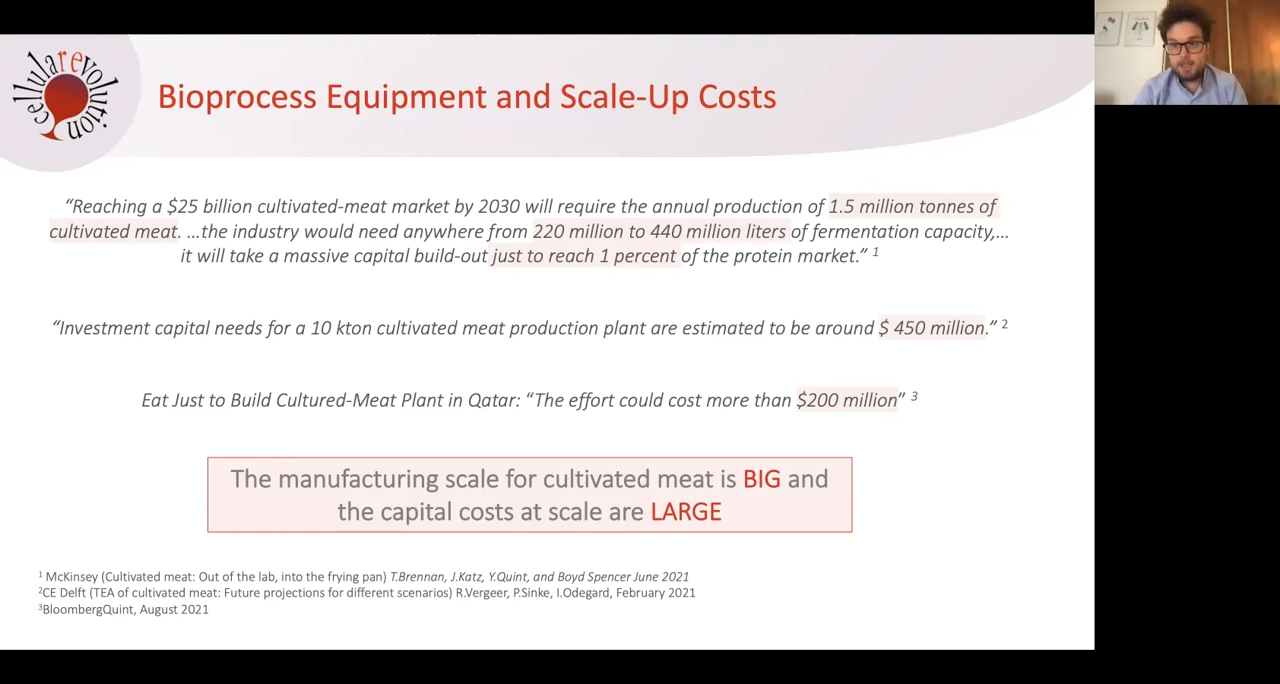 cellularevolution
Bioprocess Equipment and Scale-Up Costs
“Reaching a $25 billion cultivated-meat market by 2030 will require the annual production of 1.5 million tonnes of
cultivated meat. …the industry would need anywhere from 220 million to 440 million liters of fermentation capacity,…
it will take a massive capital build-out just to reach 1 percent of the protein market.” 1
“Investment capital needs for a 10 kton cultivated meat production plant are estimated to be around $ 450 million.” 2
Eat Just to Build Cultured-Meat Plant in Qatar: “The effort could cost more than $200 million” 3
The manufacturing scale for cultivated meat is BIG and
the capital costs at scale are LARGE
1 McKinsey (Cultivated meat: Out of the lab, into the frying pan) T.Brennan, J.Katz, Y.Quint, and Boyd Spencer June 2021
2CE Delft (TEA of cultivated meat: Future projections for different scenarios) R.Vergeer, P.Sinke, I.Odegard, February 2021
3BloombergQuint, August 2021